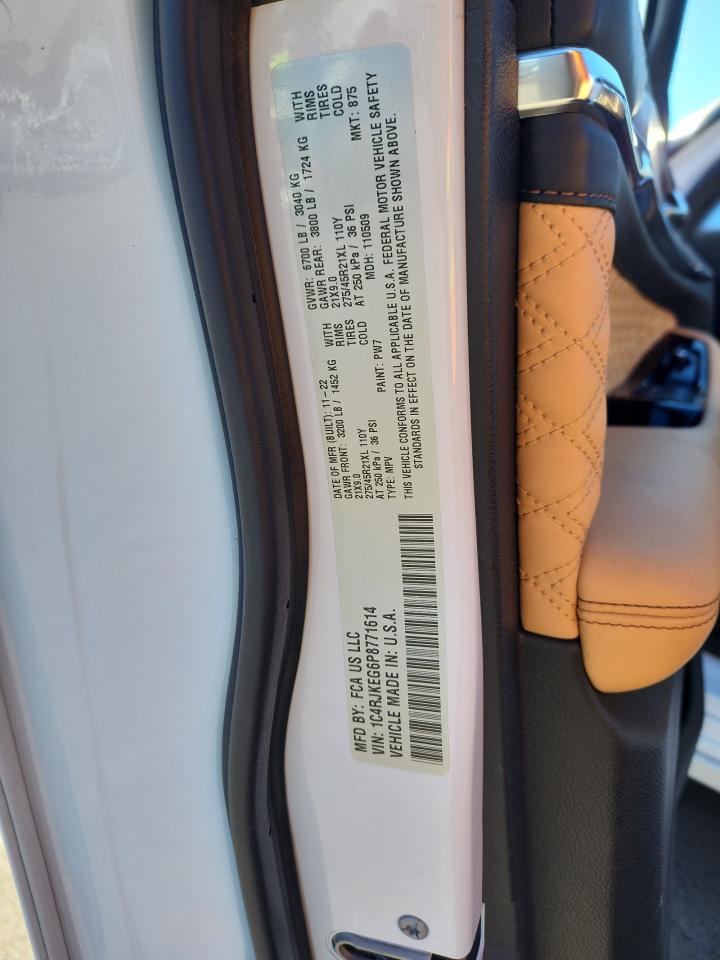 MFD BY: FCA US LLC
VIN: 1C4RJKEG6P8771614
VEHICLE MADE IN: U.S.A.
DATE OF MFR (BUILT): 11-22
GAWR FRONT: 3200 LB / 1452 KG WITH
21X9.0 RIMS
275/45R21XL 110Y TIRES
AT 250 kPa / 36 PSI COLD
TYPE: MPV PAINT: PW7
GVWR: 6700 LB / 3040 KG
GAWR REAR: 3800 LB / 1724 KG WITH
21X9.0 RIMS
275/45R21XL 110Y TIRES
AT 250 kPa / 36 PSI COLD
MDH: 110509 MKT: 875
THIS VEHICLE CONFORMS TO ALL APPLICABLE U.S.A. FEDERAL MOTOR VEHICLE SAFETY
STANDARDS IN EFFECT ON THE DATE OF MANUFACTURE SHOWN ABOVE.